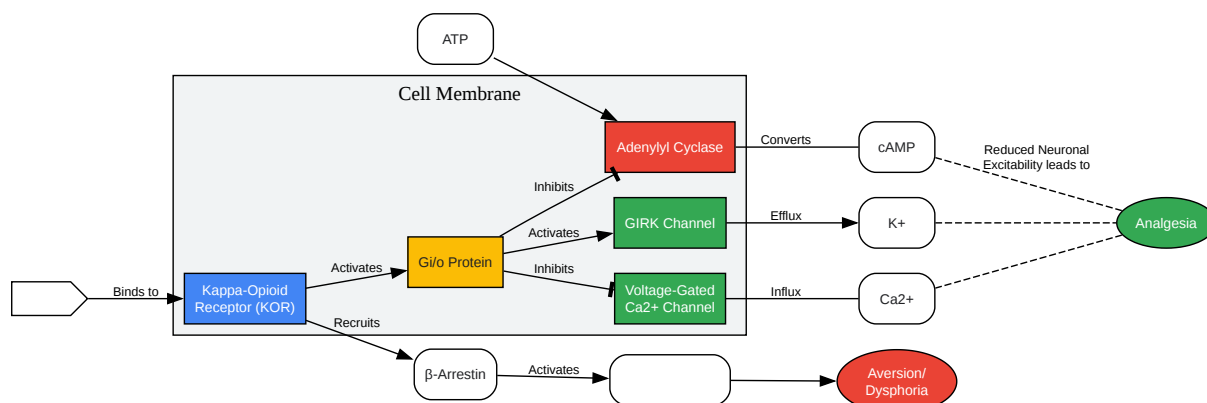 ATP
Cell Membrane
Adenylyl Cyclase
Converts
cAMP
Reduced Neuronal
Excitability leads to
Inhibits
GIRK Channel
Efflux
K+
Analgesia
Activates
Gi/o Protein
Inhibits
Activates
Binds to
Kappa-Opioid
Receptor (KOR)
Voltage-Gated
Ca2+ Channel
Influx
Ca2+
Recruits
β-Arrestin
Activates
Aversion/
Dysphoria